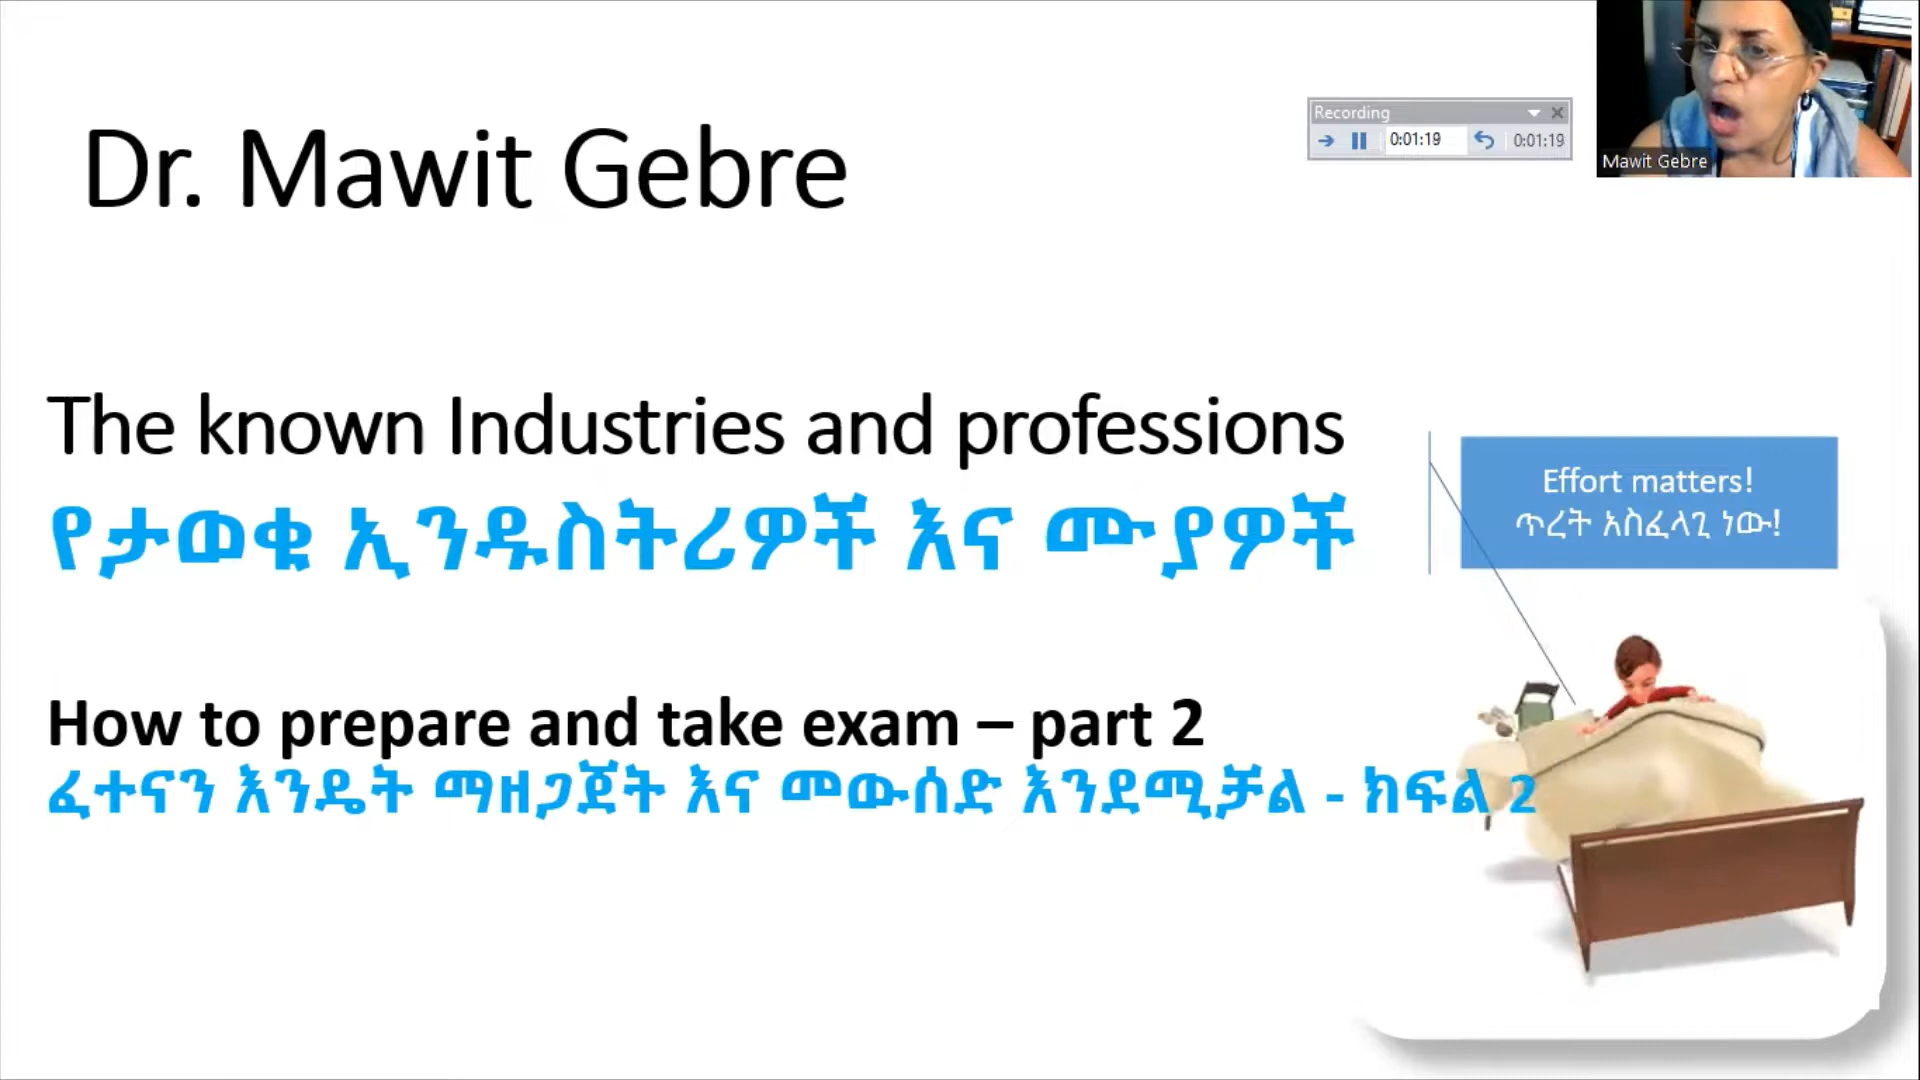 Dr. Mawit Gebre
Recording
0:01:19
0:01:19
Mawit Gebre
The known Industries and professions
የታወቁ ኢንዱስትሪዎች እና ሙያዎች
Effort matters!
ጥረት አስፈላጊ ነው!
How to prepare and take exam – part 2
ፈተናን እንዴት ማዘጋጀት እና መውሰድ እንደሚቻል - ክፍል 2